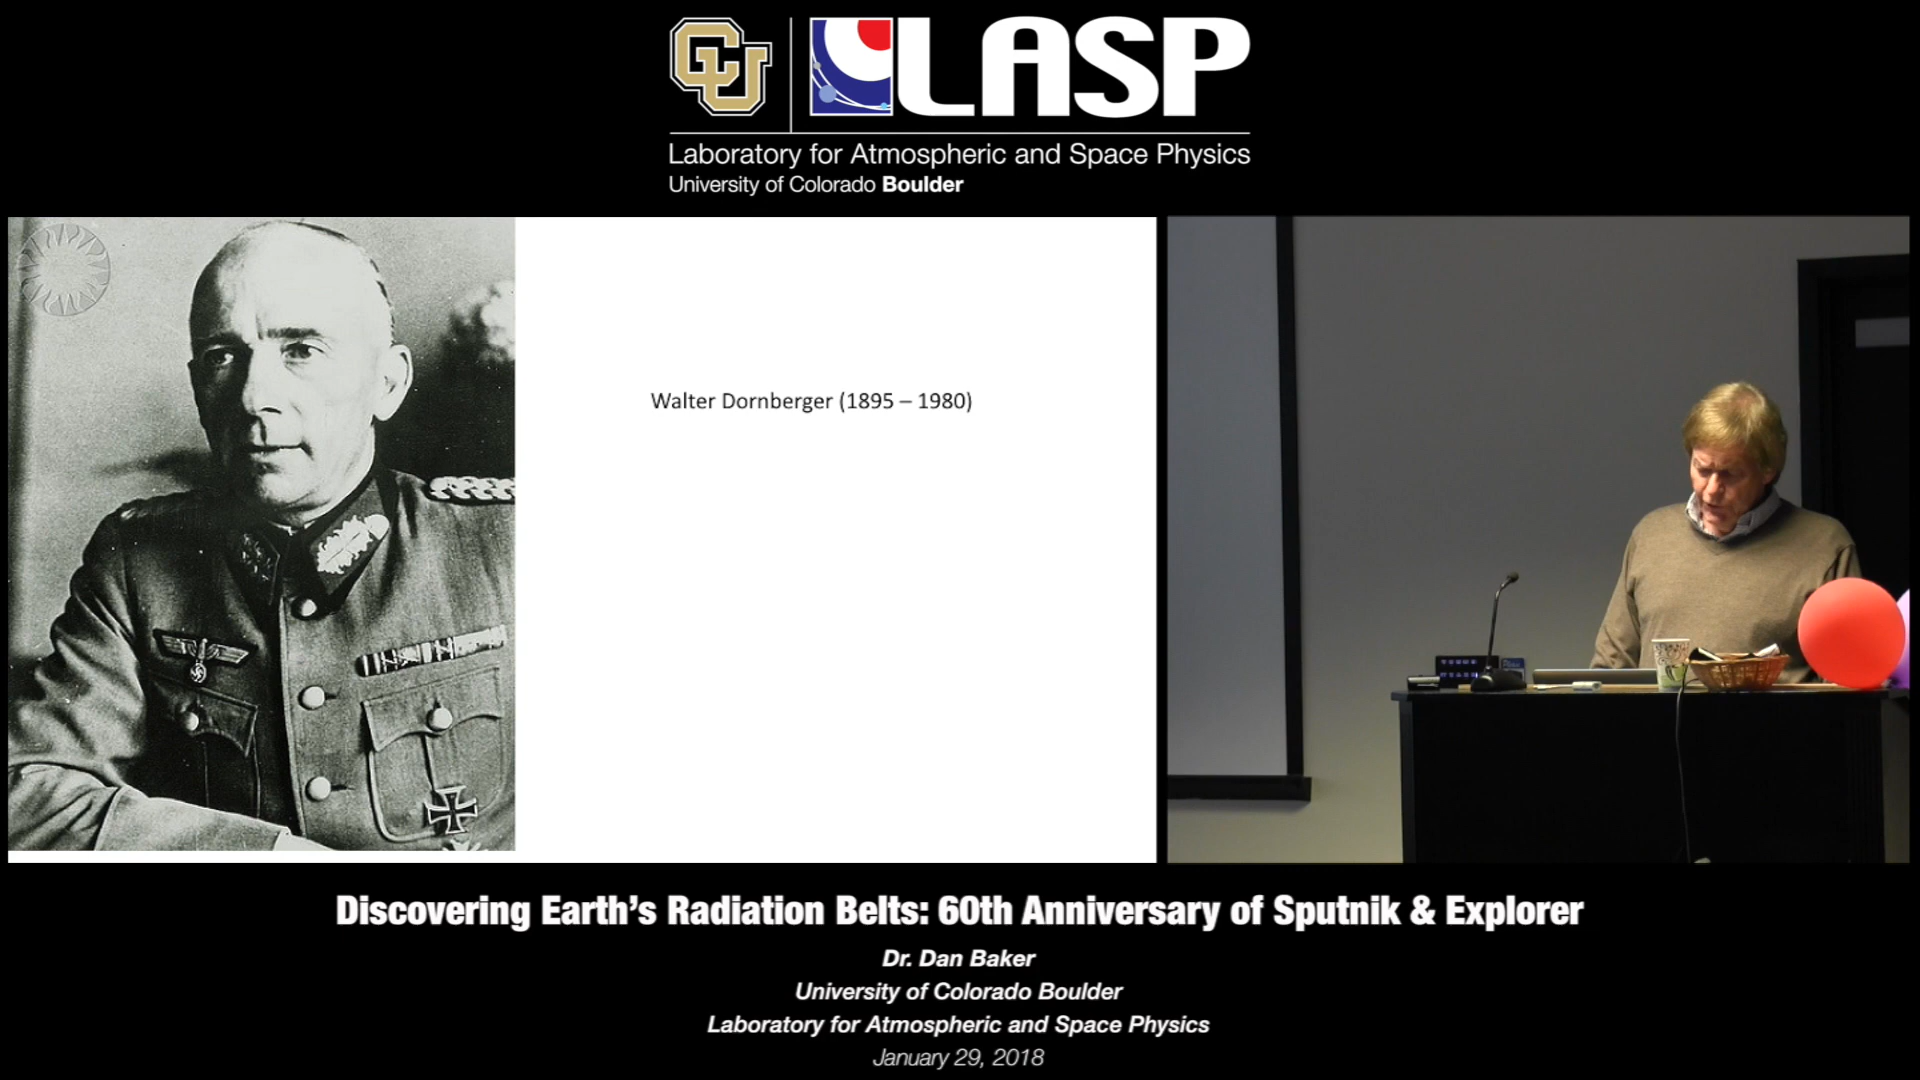 CU
LASP
Laboratory for Atmospheric and Space Physics
University of Colorado Boulder
Walter Dornberger (1895 – 1980)
Discovering Earth's Radiation Belts: 60th Anniversary of Sputnik & Explorer
Dr. Dan Baker
University of Colorado Boulder
Laboratory for Atmospheric and Space Physics
January 29, 2018